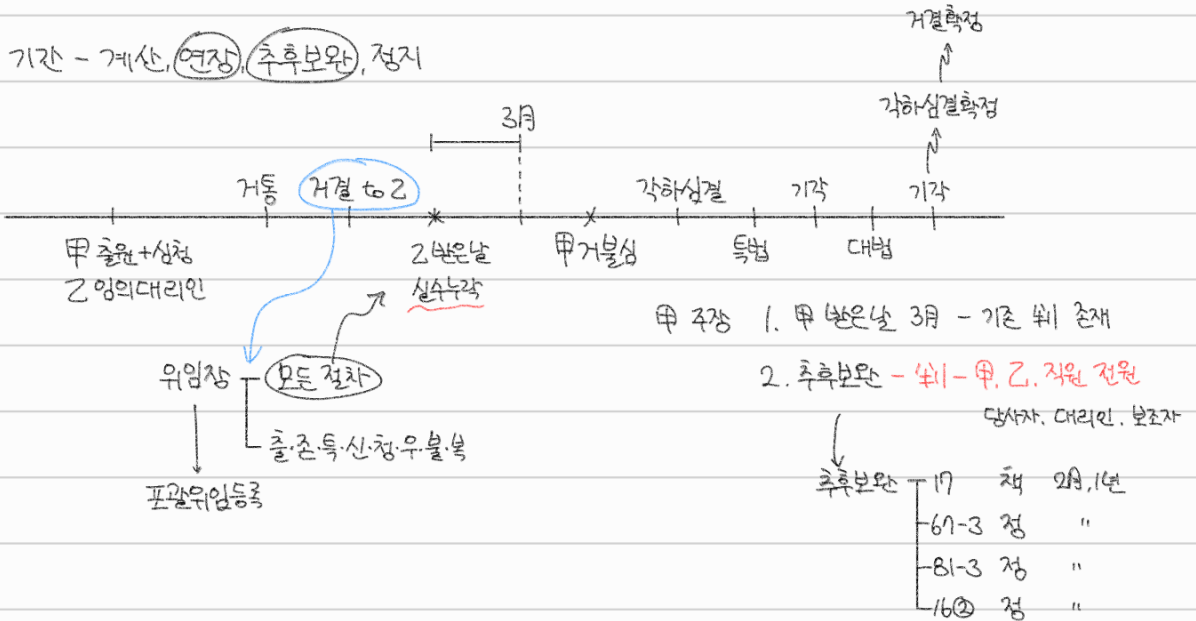 거결확정
기간 - 계산, 연장, 추후보완, 정지
각하심결확정
3月
거통 거결 to 乙 각하심결 기각 기각
甲 출원+심청 乙 받은날 甲 거불심 특법 대법
乙 임의대리인 실수누락
甲 주장 1. 甲 받은날 3月 - 기존 判 존재
위임장 모든 절차 2. 추후보완 - 判 - 甲, 乙, 직원 전원
당사자, 대리인, 보조자
출·존·특·신·청·우·불·복
포괄위임등록 추후보완 17 책 2月, 1년
67-3 정 〃
81-3 정 〃
16② 정 〃